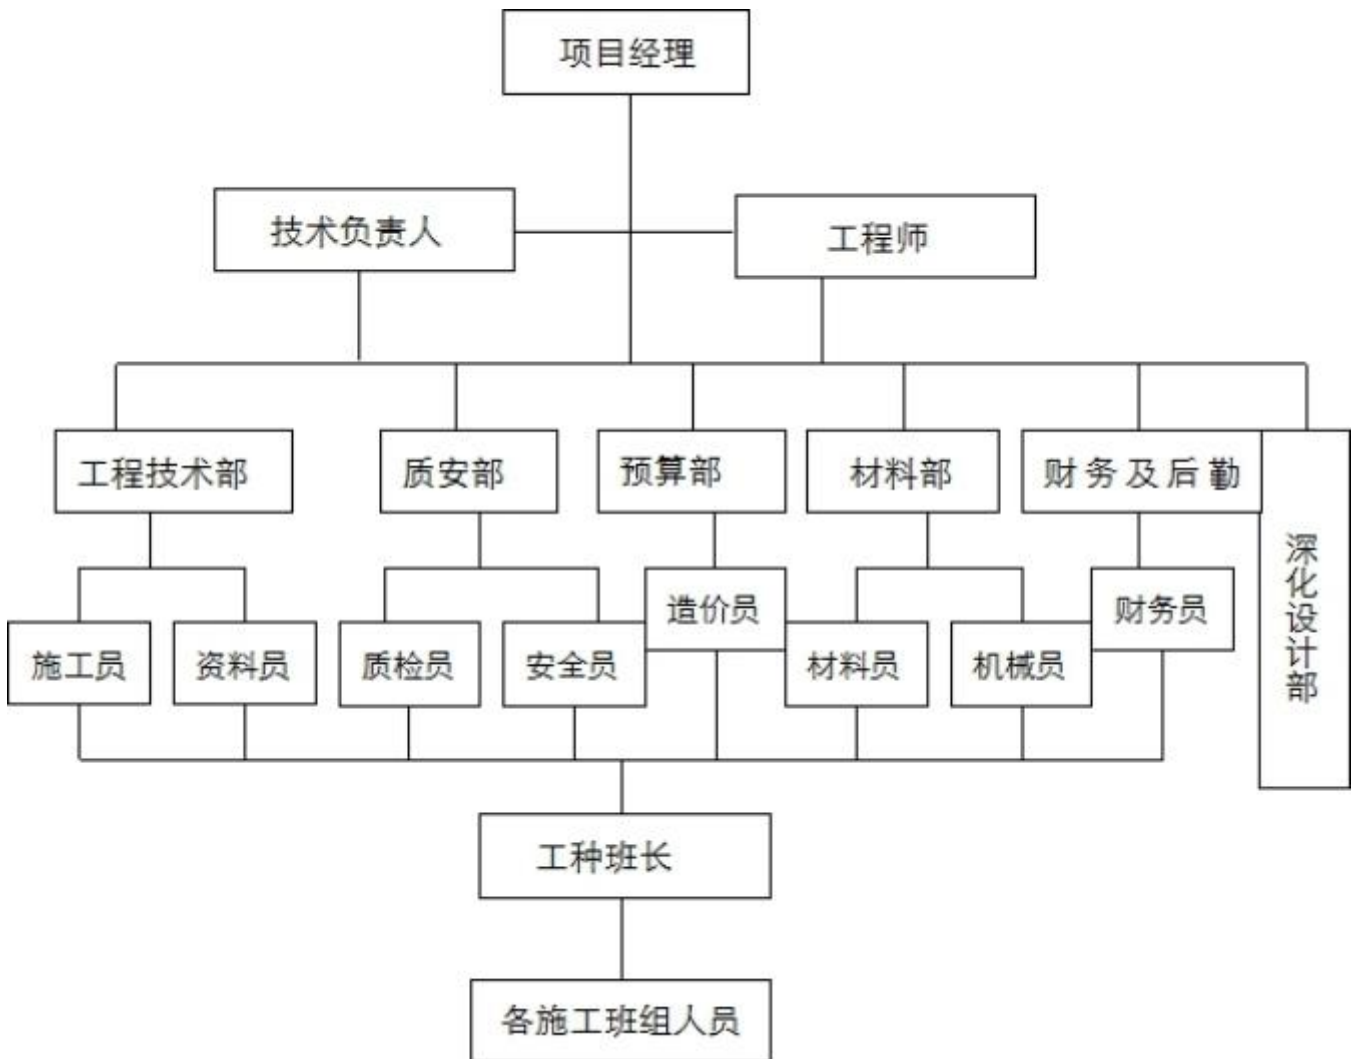 项目经理
技术负责人
工程师
工程技术部
质安部
预算部
材料部
财务及后勤
深化设计部
施工员
资料员
质检员
安全员
造价员
材料员
机械员
财务员
工种班长
各施工班组人员